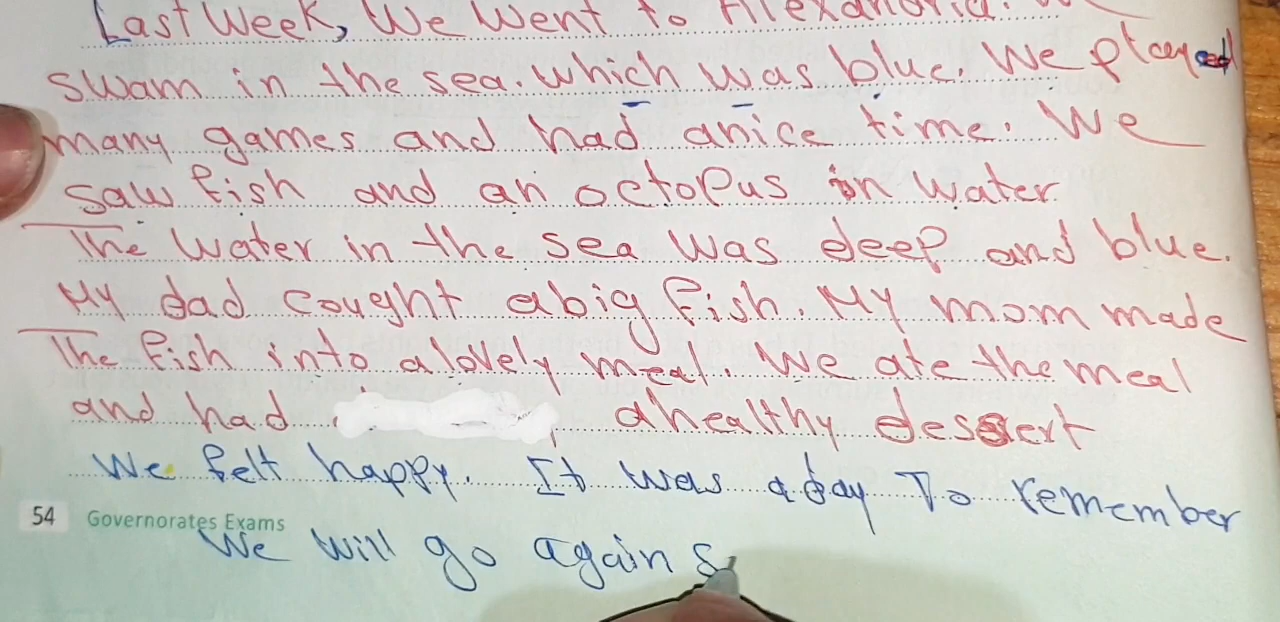 Last Week, We Went to Alexandria.
swam in the sea. which was blue. We played
many games and had anice time. We
saw fish and an octopus in water.
The water in the sea was deep and blue.
My dad cought abig fish. My mom made
The fish into alovely meal. We ate the meal
and had ahealthy dessert
We felt happy. It was a day To remember
54 Governorates Exams
We will go again s